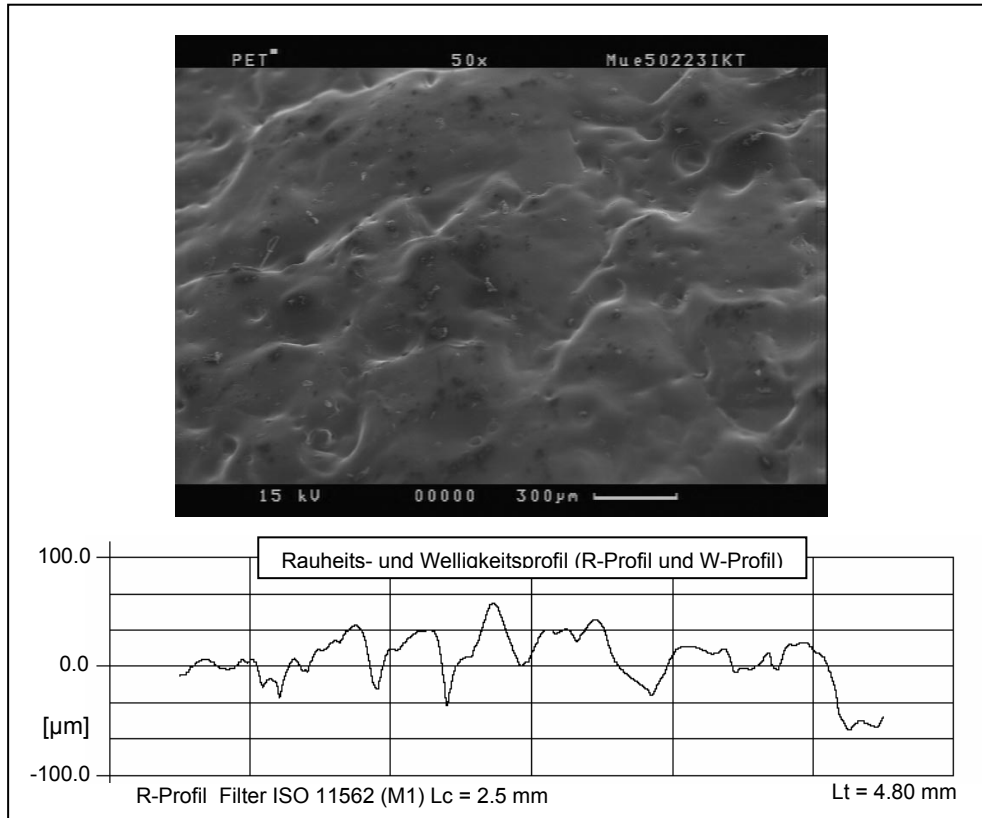 PET 50x Mue50223IKT
15 kV 00000 300µm
100.0
Rauheits- und Welligkeitsprofil (R-Profil und W-Profil)
0.0
[µm]
-100.0
R-Profil Filter ISO 11562 (M1) Lc = 2.5 mm Lt = 4.80 mm